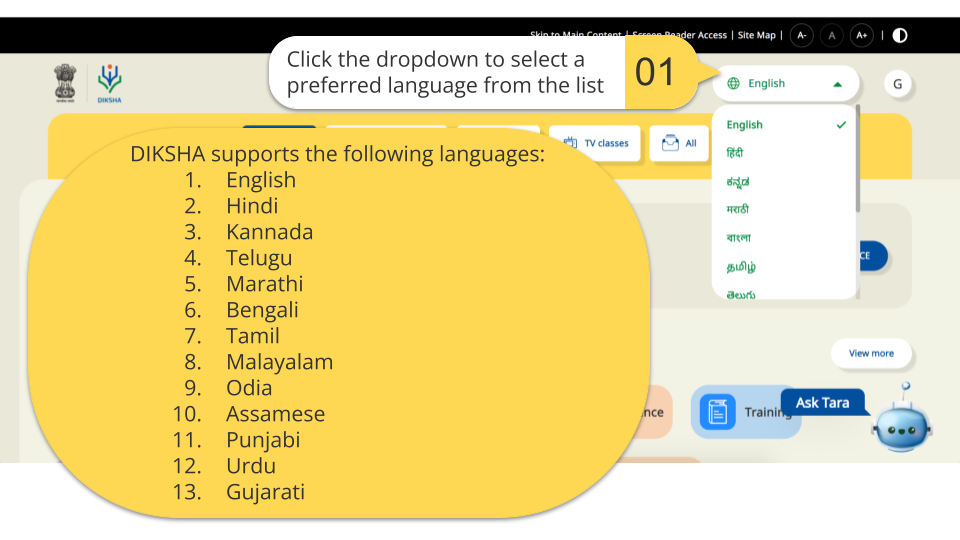 Skip to Main Content | Screen Reader Access | Site Map | A- A A+ |
Click the dropdown to select a
preferred language from the list
01
DIKSHA
English
G
English
हिंदी
ಕನ್ನಡ
मराठी
বাংলা
தமிழ்
తెలుగు
TV classes
All
DIKSHA supports the following languages:
1. English
2. Hindi
3. Kannada
4. Telugu
5. Marathi
6. Bengali
7. Tamil
8. Malayalam
9. Odia
10. Assamese
11. Punjabi
12. Urdu
13. Gujarati
View more
Training
Ask Tara